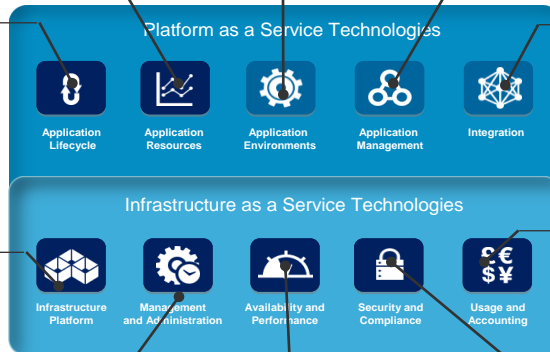 Platform as a Service Technologies
Application
Lifecycle
Application
Resources
Application
Environments
Application
Management
Integration
Infrastructure as a Service Technologies
£€
$¥
Infrastructure
Platform
Management
and Administration
Availability and
Performance
Security and
Compliance
Usage and
Accounting